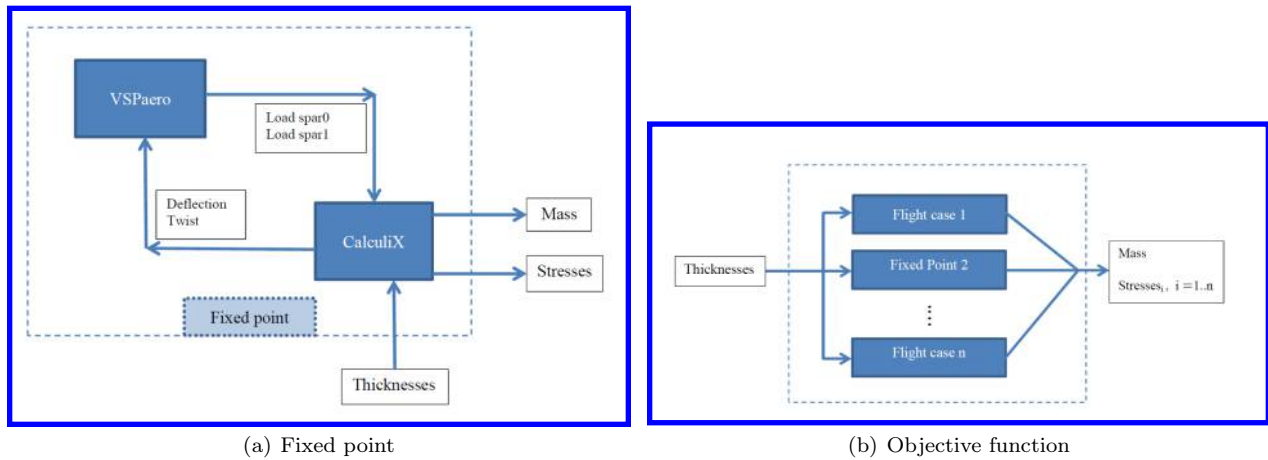 VSPaero
Load spar0
Load spar1
Deflection
Twist
CalculiX
Mass
Stresses
Fixed point
Thicknesses
(a) Fixed point
Flight case 1
Thicknesses
Fixed Point 2
Flight case n
Mass
Stressesᵢ, i =1..n
(b) Objective function